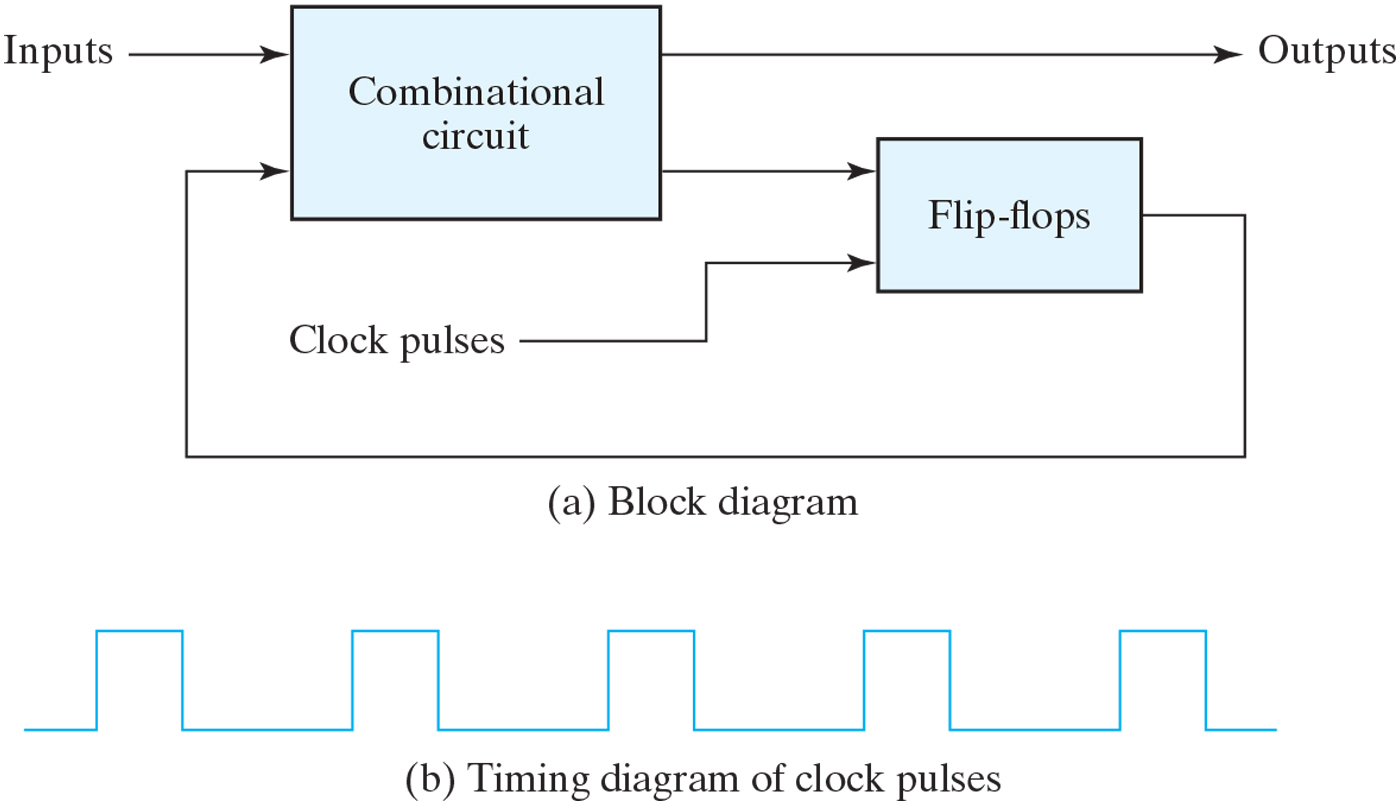 Inputs
Combinational
circuit
Outputs
Flip-flops
Clock pulses
(a) Block diagram
(b) Timing diagram of clock pulses